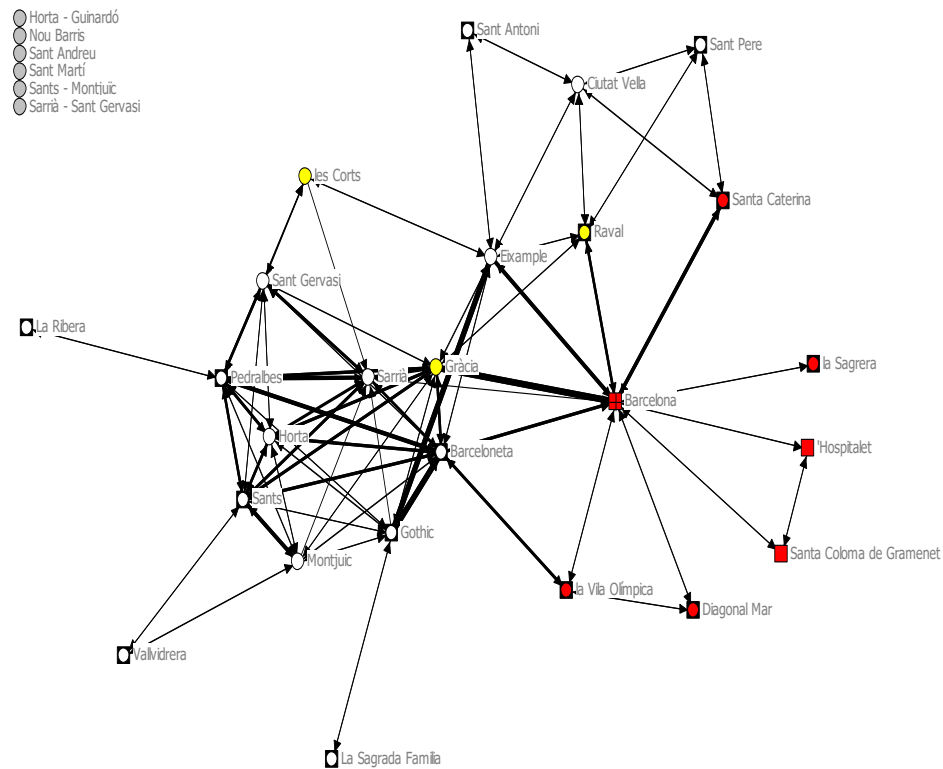 Horta - Guinardó
Nou Barris
Sant Andreu
Sant Martí
Sants - Montjuïc
Sarrià - Sant Gervasi
Sant Antoni
Sant Pere
Ciutat Vella
les Corts
Santa Caterina
Raval
Eixample
Sant Gervasi
La Ribera
la Sagrera
Gràcia
Pedralbes
Sarrià
Barcelona
Horta
'Hospitalet
Barceloneta
Sants
Gothic
Santa Coloma de Gramenet
Montjuic
la Vila Olímpica
Diagonal Mar
Vallvidrera
La Sagrada Família